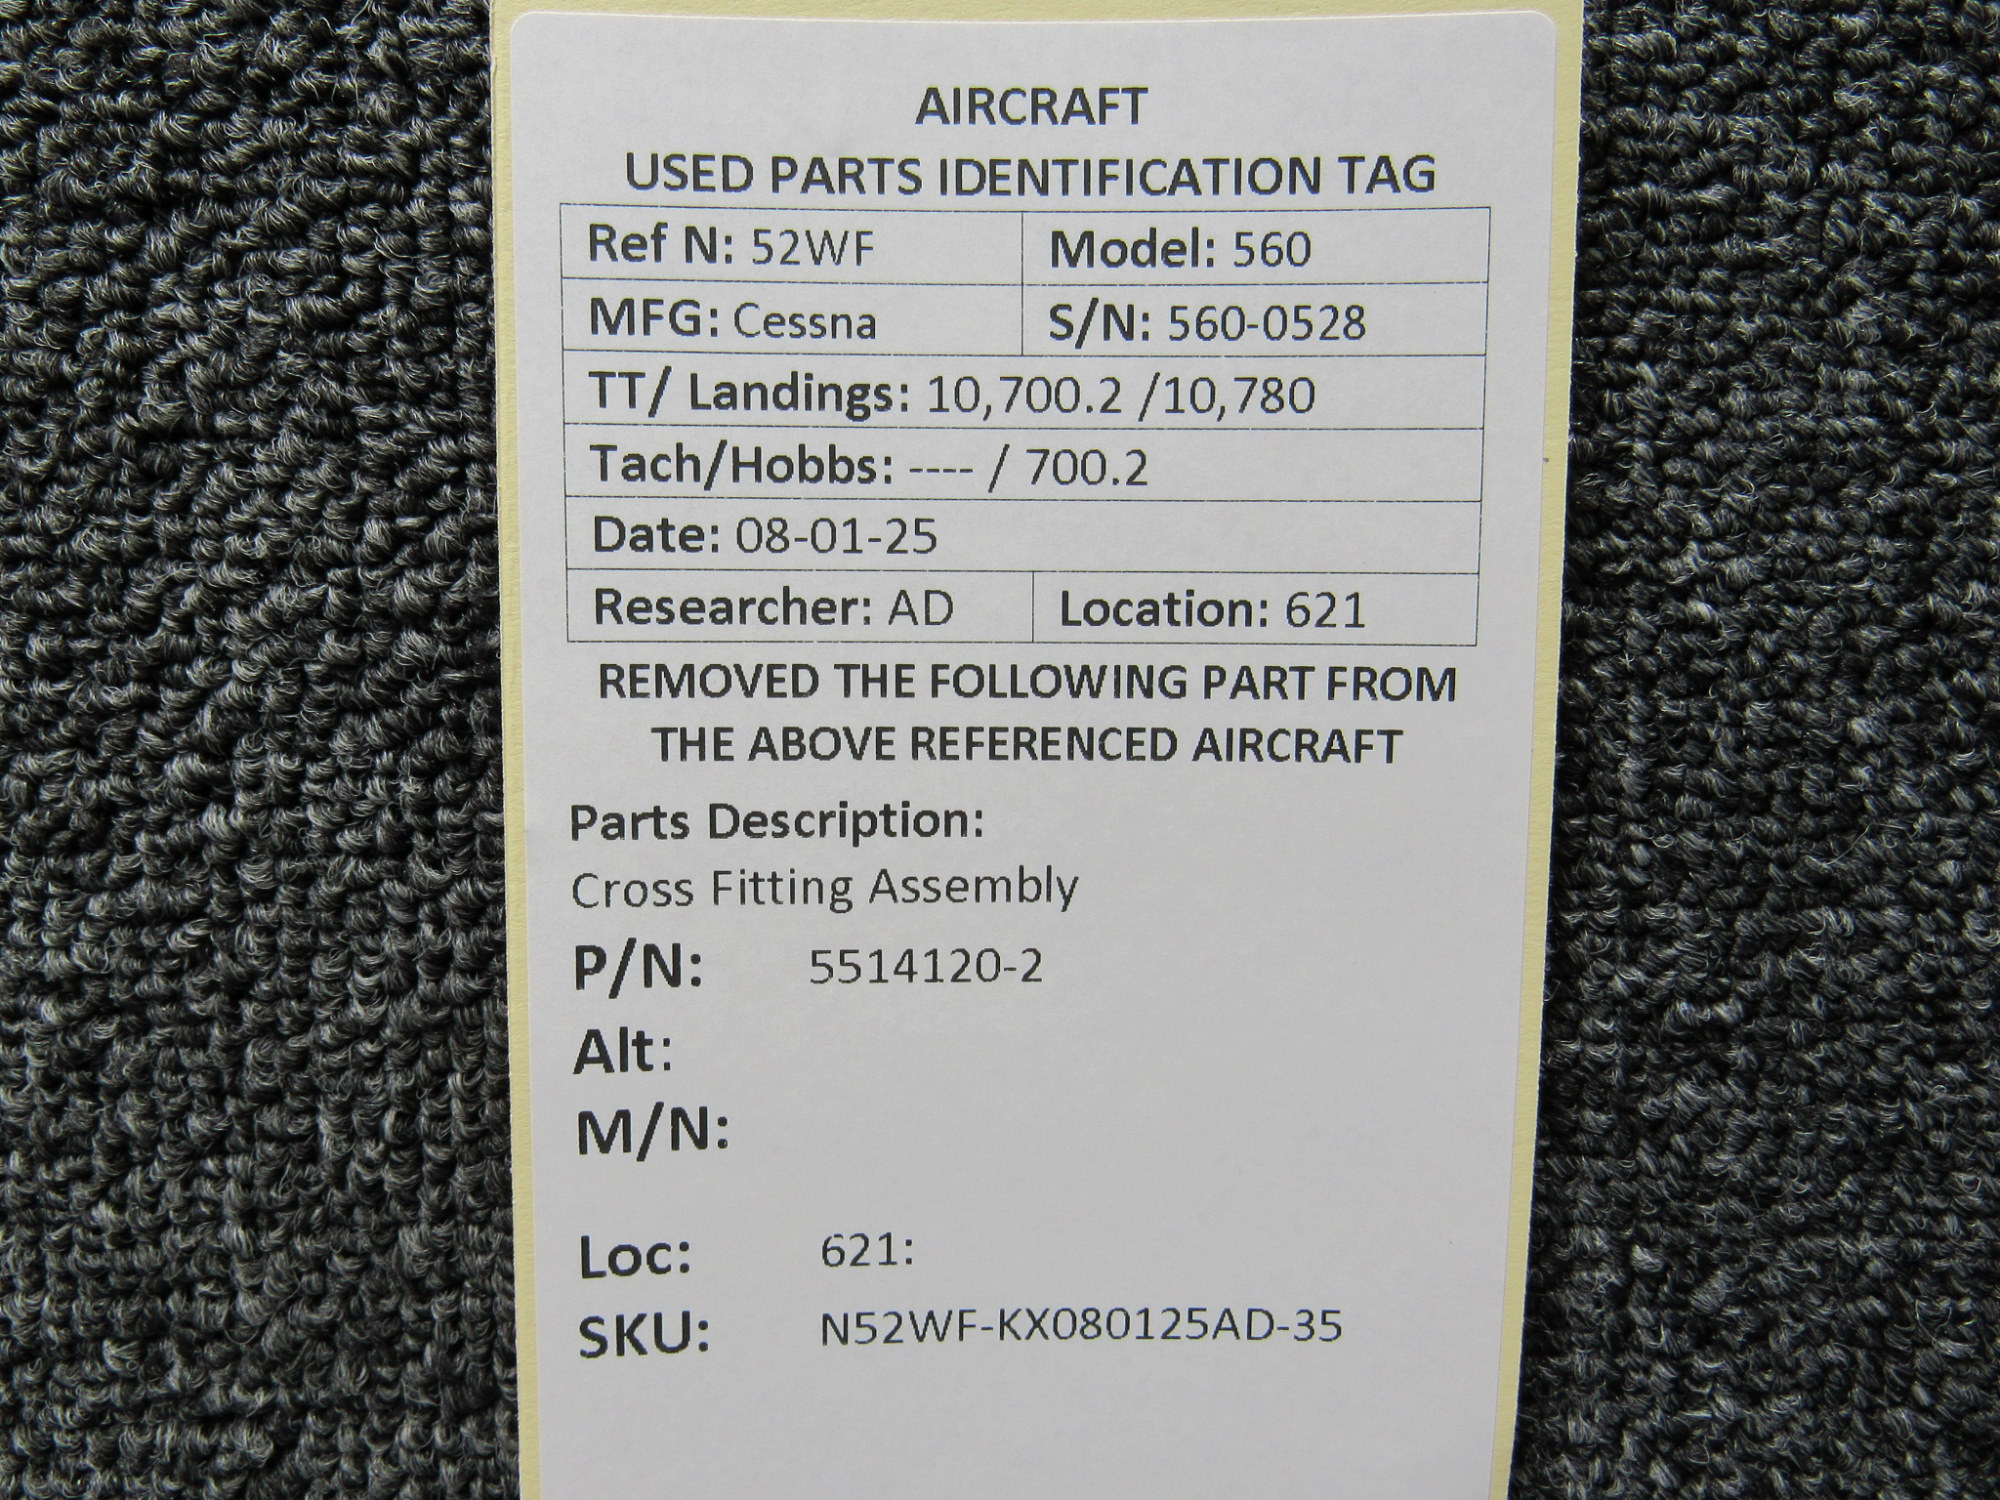 AIRCRAFT
USED PARTS IDENTIFICATION TAG
Ref N: 52WF Model: 560
MFG: Cessna S/N: 560-0528
TT/ Landings: 10,700.2 /10,780
Tach/Hobbs: ---- / 700.2
Date: 08-01-25
Researcher: AD Location: 621
REMOVED THE FOLLOWING PART FROM
THE ABOVE REFERENCED AIRCRAFT
Parts Description:
Cross Fitting Assembly
P/N: 5514120-2
Alt:
M/N:
Loc: 621:
SKU: N52WF-KX080125AD-35